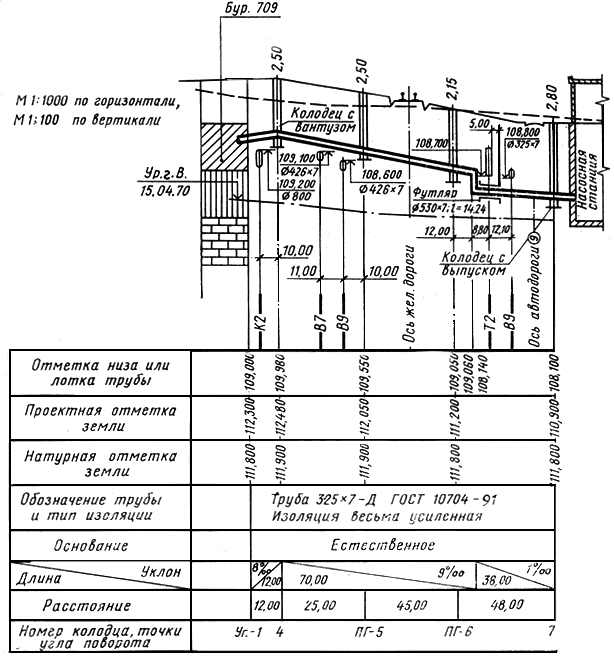 Бур. 709
2,50
2,50
2,15
2,80
М 1:1000 по горизонтали,
М 1:100 по вертикали
Колодец с
вантузом
5,00
108,800
Ø325×7
108,700
109,100
Ø426×7
109,200
Ø800
108,600
Ø426×7
Ур.г.В.
15.04.70
Футляр
Ø530×7; l = 14,24
Насосная
станция
12,00
880
12,10
Колодец с
выпуском
10,00
11,00
10,00
К2
В7
В9
Ось жел. дороги
Т2
В9
Ось автодороги
9
Отметка низа или
лотка трубы
109,000
109,980
109,550
109,050
109,060
108,140
108,100
Проектная отметка
земли
112,300
112,480
112,050
111,200
110,900
Натурная отметка
земли
111,800
111,900
111,900
111,800
111,800
Обозначение трубы
и тип изоляции
Труба 325×7-Д ГОСТ 10704-91
Изоляция весьма усиленная
Основание
Естественное
Уклон
Длина
8‰
12.00
70,00
9‰
36,00
1‰
Расстояние
12,00
25,00
45,00
48,00
Номер колодца, точки
угла поворота
Уг.-1
4
ПГ-5
ПГ-6
7